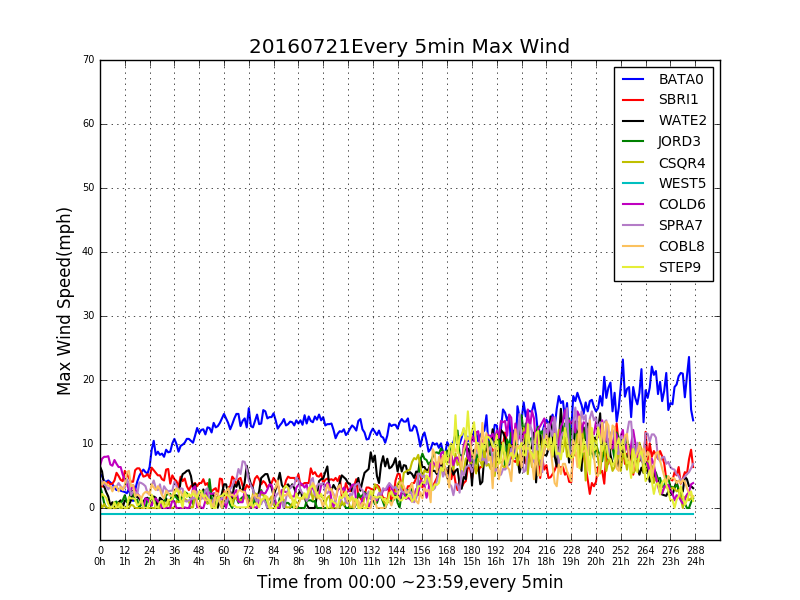 20160721Every 5min Max Wind
70
60
50
40
30
20
10
0
Max Wind Speed(mph)
BATA0
SBRI1
WATE2
JORD3
CSQR4
WEST5
COLD6
SPRA7
COBL8
STEP9
0 12 24 36 48 60 72 84 96 108 120 132 144 156 168 180 192 204 216 228 240 252 264 276 288
0h 1h 2h 3h 4h 5h 6h 7h 8h 9h 10h 11h 12h 13h 14h 15h 16h 17h 18h 19h 20h 21h 22h 23h 24h
Time from 00:00 ~23:59,every 5min